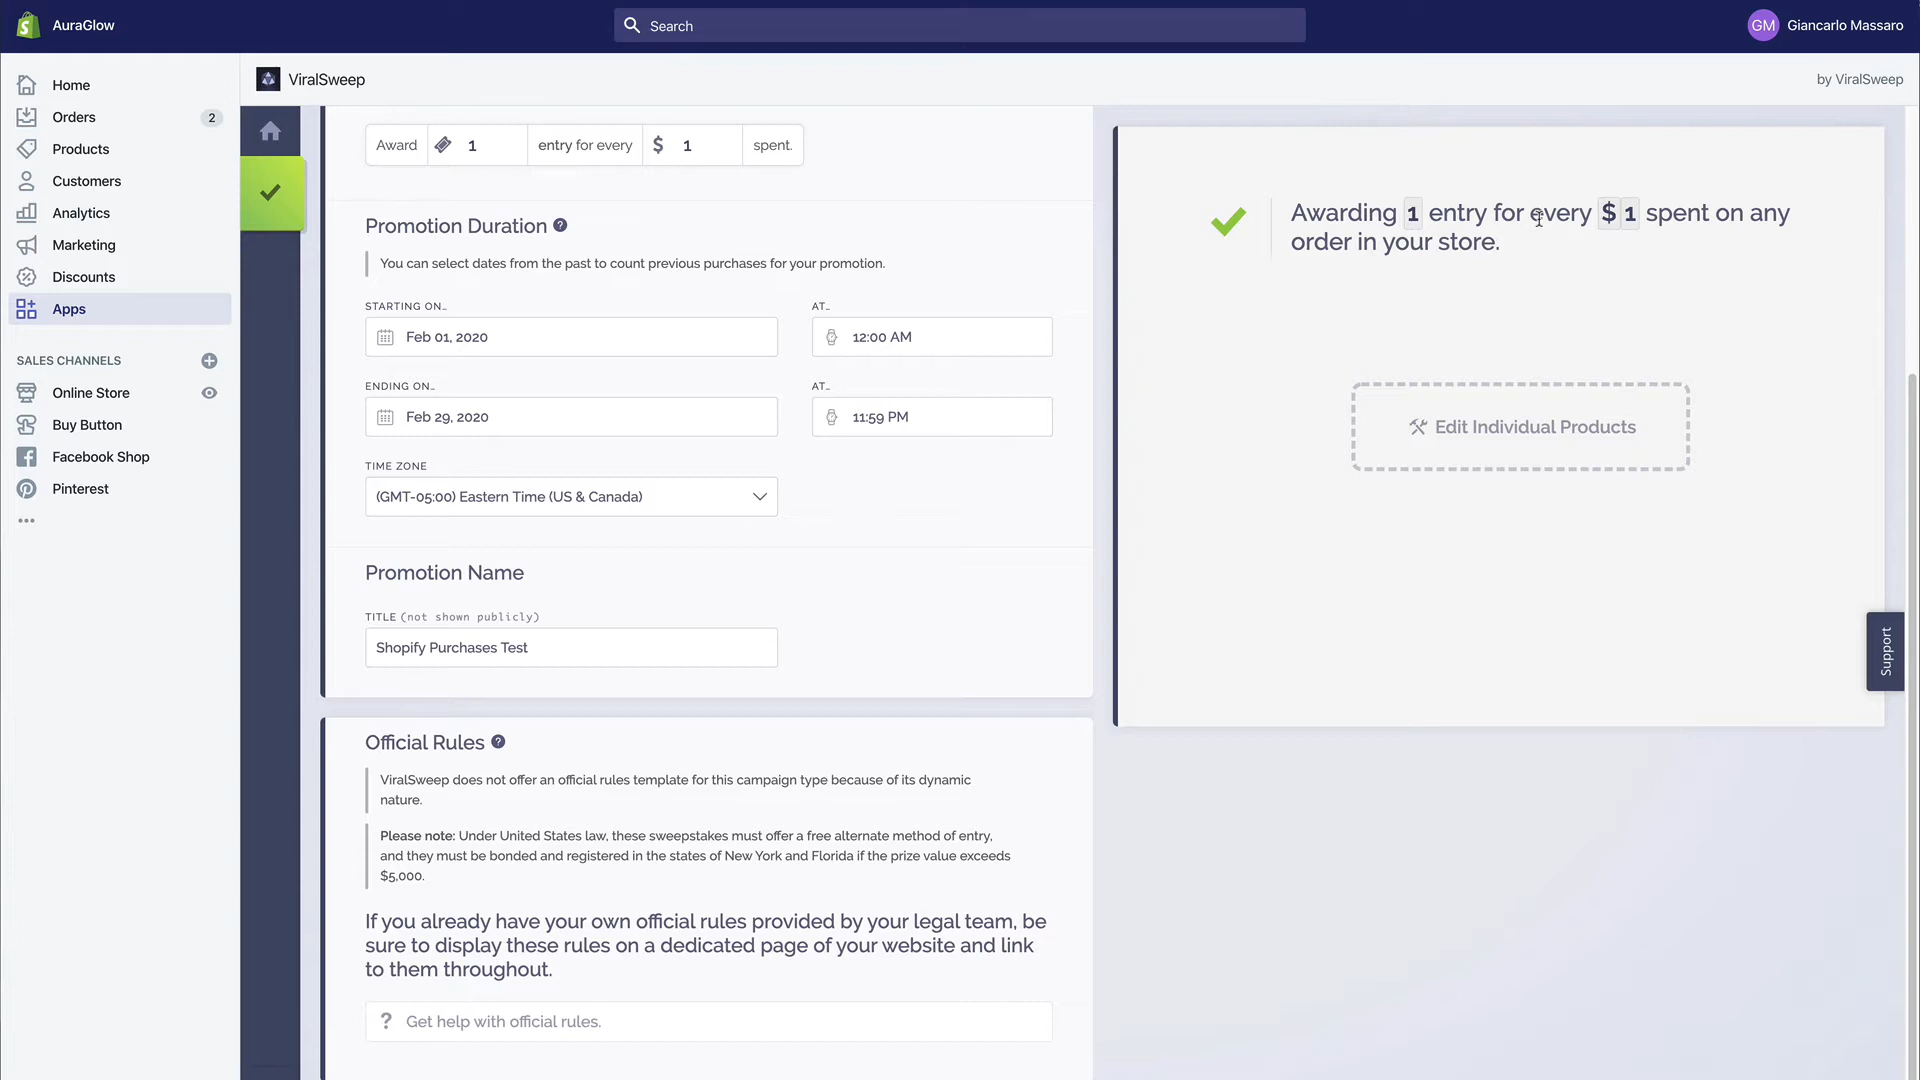 AuraGlow
Search
GM Giancarlo Massaro
Home
Orders 2
Products
Customers
Analytics
Marketing
Discounts
Apps
SALES CHANNELS
Online Store
Buy Button
Facebook Shop
Pinterest
ViralSweep
by ViralSweep
Award 1 entry for every $ 1 spent.
Promotion Duration ?
You can select dates from the past to count previous purchases for your promotion.
STARTING ON… AT…
Feb 01, 2020 12:00 AM
ENDING ON… AT…
Feb 29, 2020 11:59 PM
TIME ZONE
(GMT-05:00) Eastern Time (US & Canada)
Promotion Name
TITLE (not shown publicly)
Shopify Purchases Test
Official Rules ?
ViralSweep does not offer an official rules template for this campaign type because of its dynamic
nature.
Please note: Under United States law, these sweepstakes must offer a free alternate method of entry,
and they must be bonded and registered in the states of New York and Florida if the prize value exceeds
$5,000.
If you already have your own official rules provided by your legal team, be
sure to display these rules on a dedicated page of your website and link
to them throughout.
? Get help with official rules.
Awarding 1 entry for every $ 1 spent on any
order in your store.
Edit Individual Products
Support